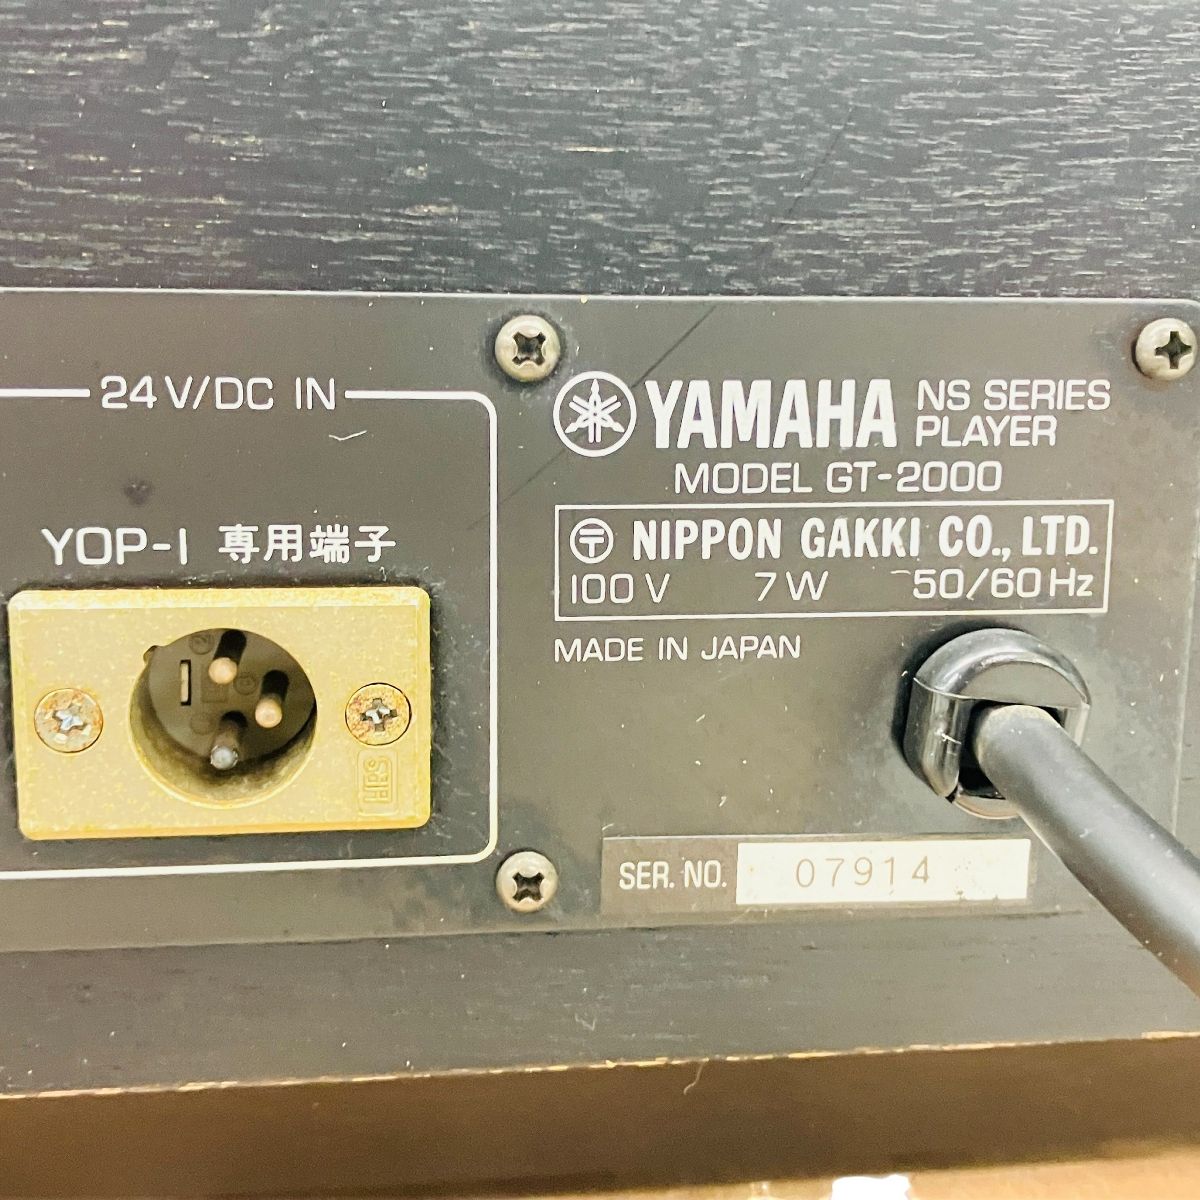 24V/DC IN
YOP-1 専用端子
HRS
YAMAHA NS SERIES
PLAYER
MODEL GT-2000
〒 NIPPON GAKKI CO., LTD.
100V 7W 50/60Hz
MADE IN JAPAN
SER. NO. 07914